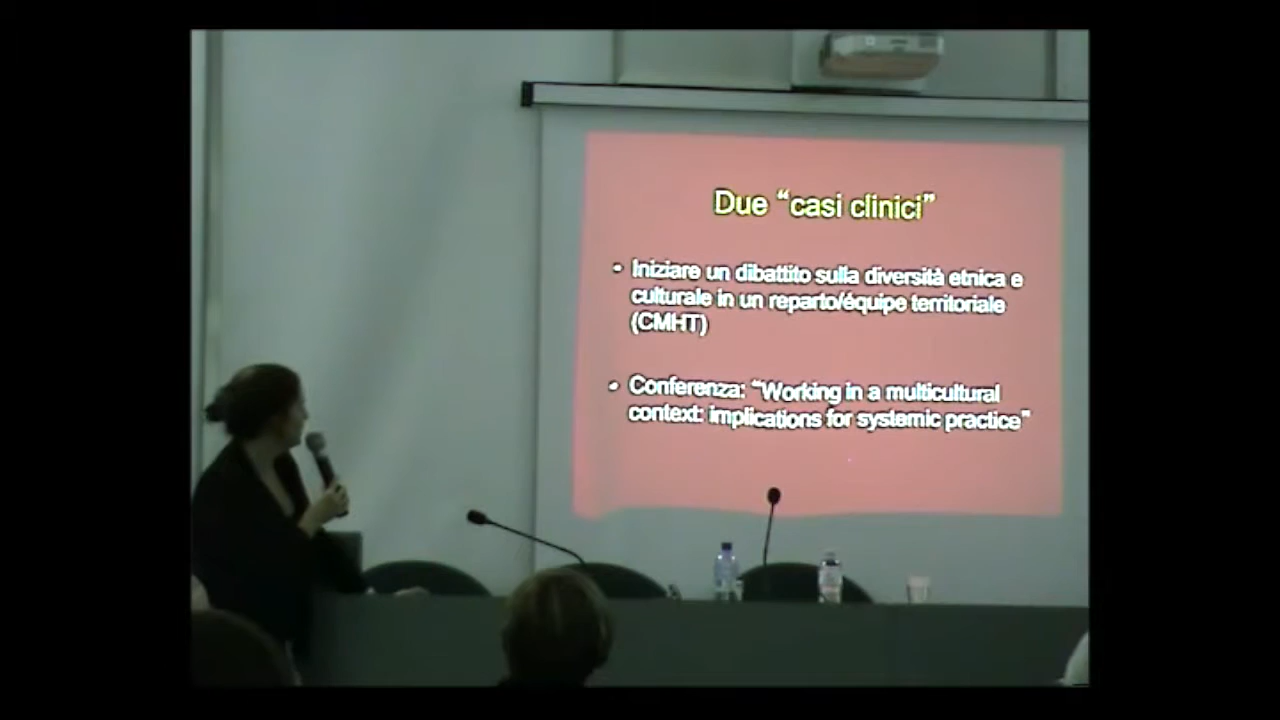 Due “casi clinici”
• Iniziare un dibattito sulla diversità etnica e
culturale in un reparto/équipe territoriale
(CMHT)
• Conferenza: “Working in a multicultural
context: implications for systemic practice”